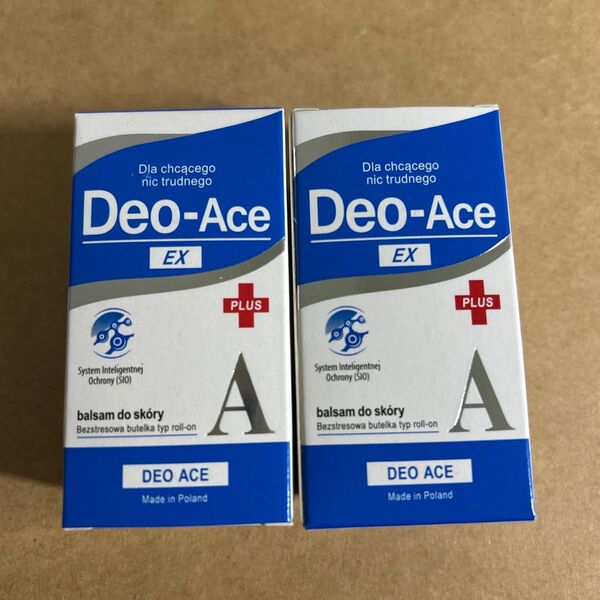 Dla chcącego
nic trudnego
Deo-Ace
EX
PLUS
System Inteligentnej
Ochrony (SIO)
A
balsam do skóry
Bezstresowa butelka typ roll-on
DEO ACE
Made in Poland
Dla chcącego
nic trudnego
Deo-Ace
EX
PLUS
System Inteligentnej
Ochrony (SIO)
A
balsam do skóry
Bezstresowa butelka typ roll-on
DEO ACE
Made in Poland